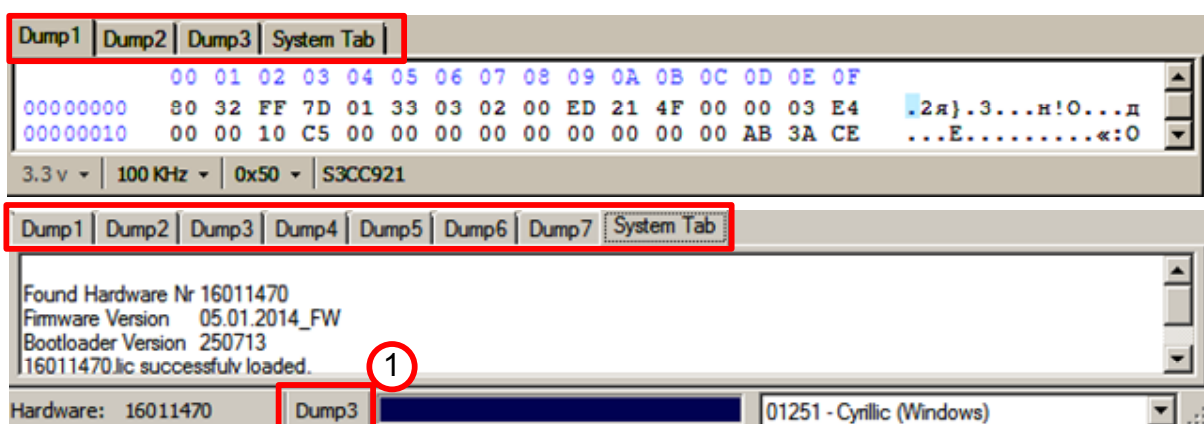 Dump1 Dump2 Dump3 System Tab
00 01 02 03 04 05 06 07 08 09 0A 0B 0C 0D 0E 0F
00000000 80 32 FF 7D 01 33 03 02 00 ED 21 4F 00 00 03 E4 .2я}.3...н!O...д
00000010 00 00 10 C5 00 00 00 00 00 00 00 00 00 AB 3A CE ...Е.........«:О
3.3 v 100 KHz 0x50 S3CC921
Dump1 Dump2 Dump3 Dump4 Dump5 Dump6 Dump7 System Tab
Found Hardware Nr 16011470
Firmware Version 05.01.2014_FW
Bootloader Version 250713
16011470.lic successfuly loaded.
1
Hardware: 16011470 Dump3 01251 - Cyrillic (Windows)